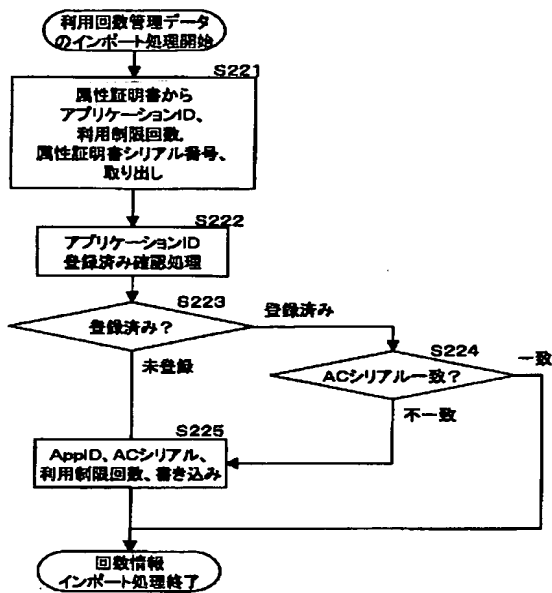 利用回数管理データ
のインポート処理開始
S221
属性証明書から
アプリケーションID、
利用制限回数、
属性証明書シリアル番号、
取り出し
S222
アプリケーションID
登録済み確認処理
S223
登録済み?
登録済み
未登録
S224
ACシリアル一致?
一致
不一致
S225
AppID、ACシリアル、
利用制限回数、書き込み
回数情報
インポート処理終了